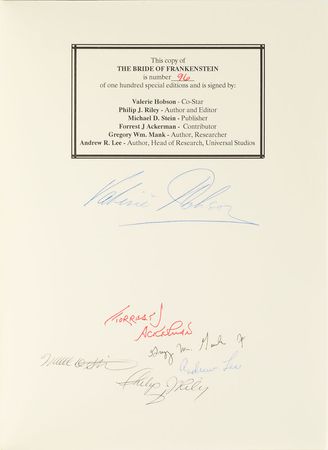 This copy of
THE BRIDE OF FRANKENSTEIN
is number 96
of one hundred special editions and is signed by:
Valerie Hobson - Co-Star
Philip J. Riley - Author and Editor
Michael D. Stein - Publisher
Forrest J Ackerman - Contributor
Gregory Wm. Mank - Author, Researcher
Andrew R. Lee - Author, Head of Research, Universal Studios
Valerie Hobson
FORREST J
ACKERMAN
Gregy Wm. Mank
Andrew Lee
Philip J Riley